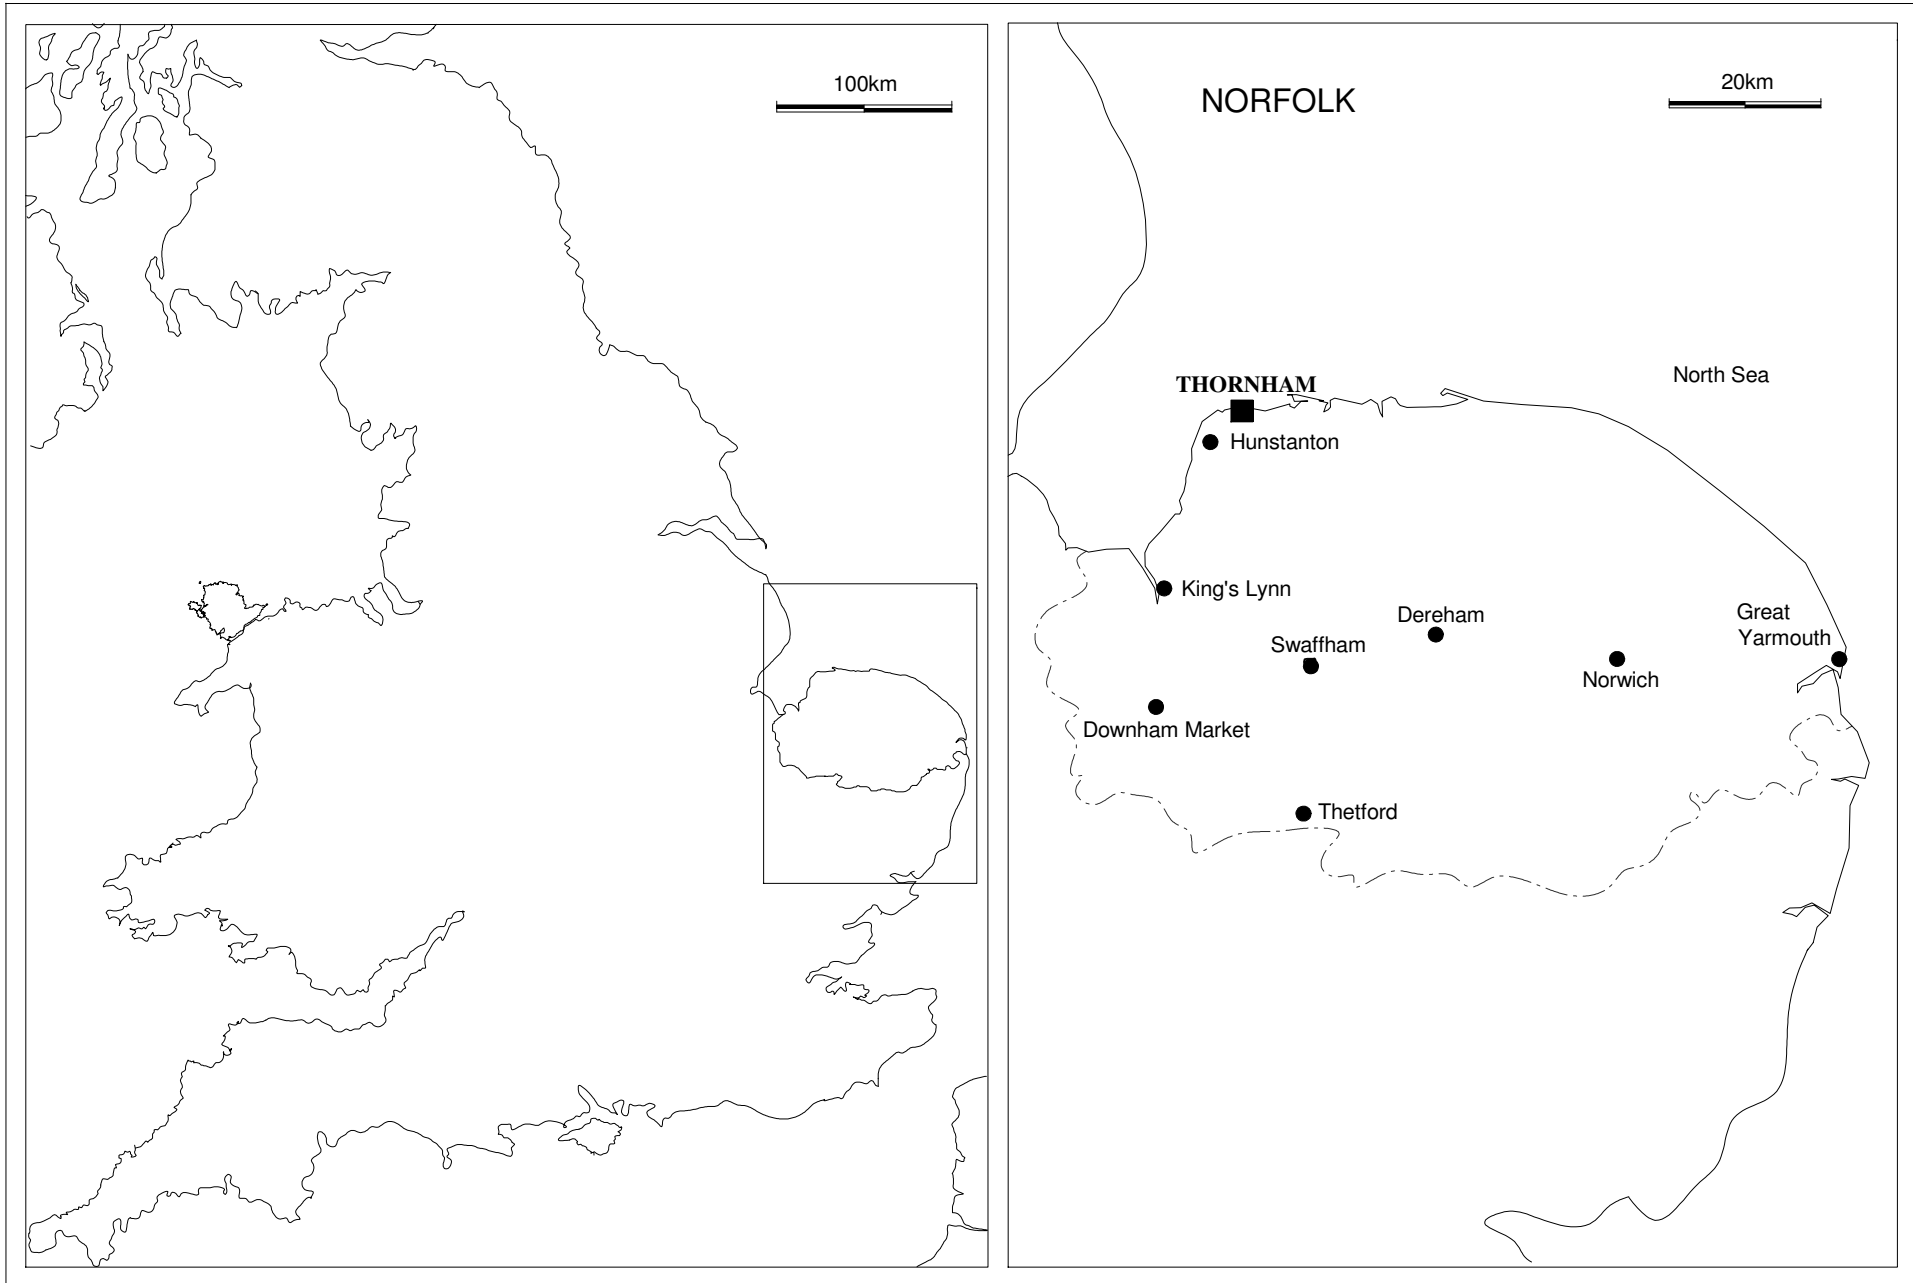 100km
NORFOLK
20km
North Sea
THORNHAM
Hunstanton
King's Lynn
Dereham
Great
Yarmouth
Swaffham
Norwich
Downham Market
Thetford